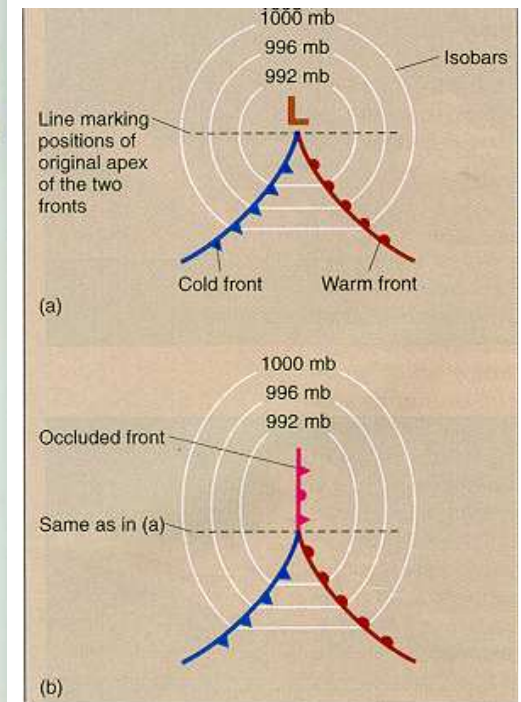 1000 mb
996 mb
992 mb
Isobars
L
Line marking
positions of
original apex
of the two
fronts
Cold front
Warm front
(a)
1000 mb
996 mb
992 mb
Occluded front
Same as in (a)
(b)